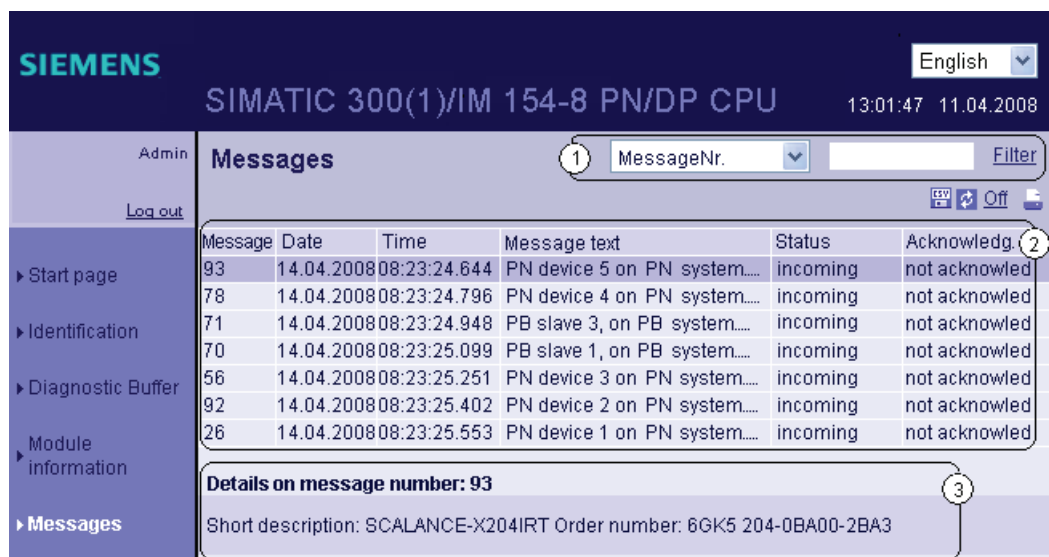 SIEMENS
English
SIMATIC 300(1)/IM 154-8 PN/DP CPU
13:01:47 11.04.2008
Admin
Log out
Messages
1
MessageNr.
Filter
CSV
Off
Message Date Time Message text Status Acknowledg.
2
93 14.04.2008 08:23:24.644 PN device 5 on PN system..... incoming not acknowled
78 14.04.2008 08:23:24.796 PN device 4 on PN system..... incoming not acknowled
71 14.04.2008 08:23:24.948 PB slave 3, on PB system..... incoming not acknowled
70 14.04.2008 08:23:25.099 PB slave 1, on PB system..... incoming not acknowled
56 14.04.2008 08:23:25.251 PN device 3 on PN system..... incoming not acknowled
92 14.04.2008 08:23:25.402 PN device 2 on PN system..... incoming not acknowled
26 14.04.2008 08:23:25.553 PN device 1 on PN system..... incoming not acknowled
Start page
Identification
Diagnostic Buffer
Module
information
Messages
Details on message number: 93
3
Short description: SCALANCE-X204IRT Order number: 6GK5 204-0BA00-2BA3